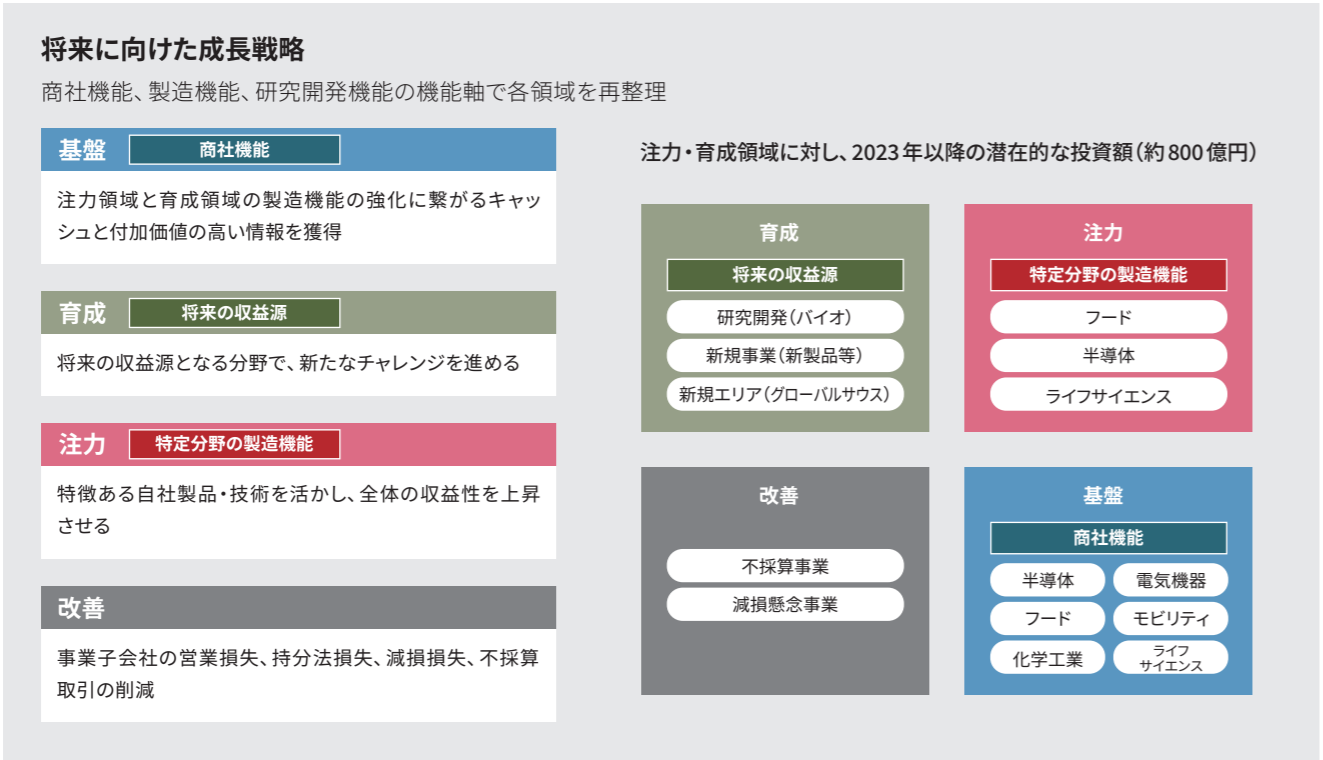 将来に向けた成長戦略
商社機能、製造機能、研究開発機能の機能軸で各領域を再整理
基盤 商社機能
注力領域と育成領域の製造機能の強化に繋がるキャッ
シュと付加価値の高い情報を獲得
育成 将来の収益源
将来の収益源となる分野で、新たなチャレンジを進める
注力 特定分野の製造機能
特徴ある自社製品・技術を活かし、全体の収益性を上昇
させる
改善
事業子会社の営業損失、持分法損失、減損損失、不採算
取引の削減
注力・育成領域に対し、2023年以降の潜在的な投資額（約800億円）
育成
将来の収益源
研究開発（バイオ）
新規事業（新製品等）
新規エリア（グローバルサウス）
注力
特定分野の製造機能
フード
半導体
ライフサイエンス
改善
不採算事業
減損懸念事業
基盤
商社機能
半導体 電気機器
フード モビリティ
化学工業 ライフ
サイエンス